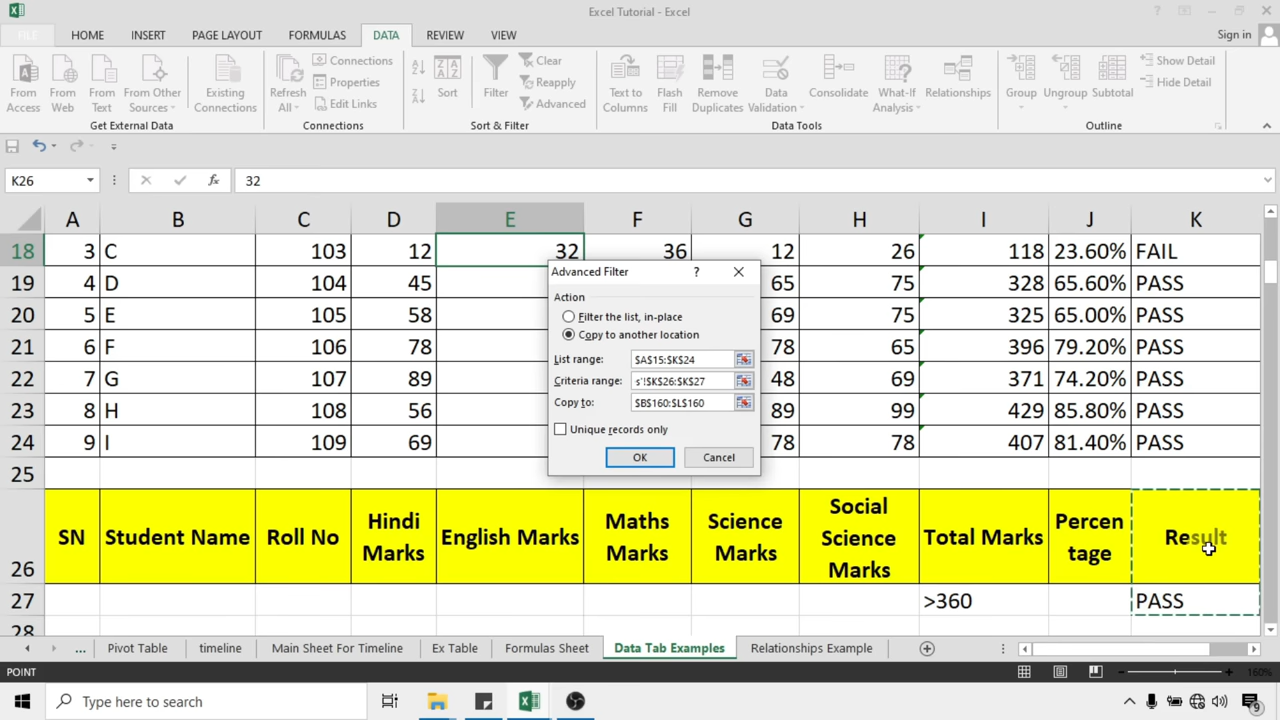 Excel Tutorial - Excel
FILE HOME INSERT PAGE LAYOUT FORMULAS DATA REVIEW VIEW Sign in
From Access
From Web
From Text
From Other Sources
Existing Connections
Refresh All
Connections
Properties
Edit Links
Sort
Filter
Clear
Reapply
Advanced
Text to Columns
Flash Fill
Remove Duplicates
Data Validation
Consolidate
What-If Analysis
Relationships
Group
Ungroup
Subtotal
Show Detail
Hide Detail
Get External Data Connections Sort & Filter Data Tools Outline
K26 fx 32
A B C D E F G H I J K
18 3 C 103 12 32 36 12 26 118 23.60% FAIL
19 4 D 104 45 65 75 328 65.60% PASS
20 5 E 105 58 69 75 325 65.00% PASS
21 6 F 106 78 78 65 396 79.20% PASS
22 7 G 107 89 48 69 371 74.20% PASS
23 8 H 108 56 89 99 429 85.80% PASS
24 9 I 109 69 78 78 407 81.40% PASS
25
Advanced Filter ?
Action
Filter the list, in-place
Copy to another location
List range: $A$15:$K$24
Criteria range: s'!$K$26:$K$27
Copy to: $B$160:$L$160
Unique records only
OK Cancel
26 SN Student Name Roll No Hindi Marks English Marks Maths Marks Science Marks Social Science Marks Total Marks Percen tage Result
27 >360 PASS
28
... Pivot Table timeline Main Sheet For Timeline Ex Table Formulas Sheet Data Tab Examples Relationships Example
POINT 160%
Type here to search
9